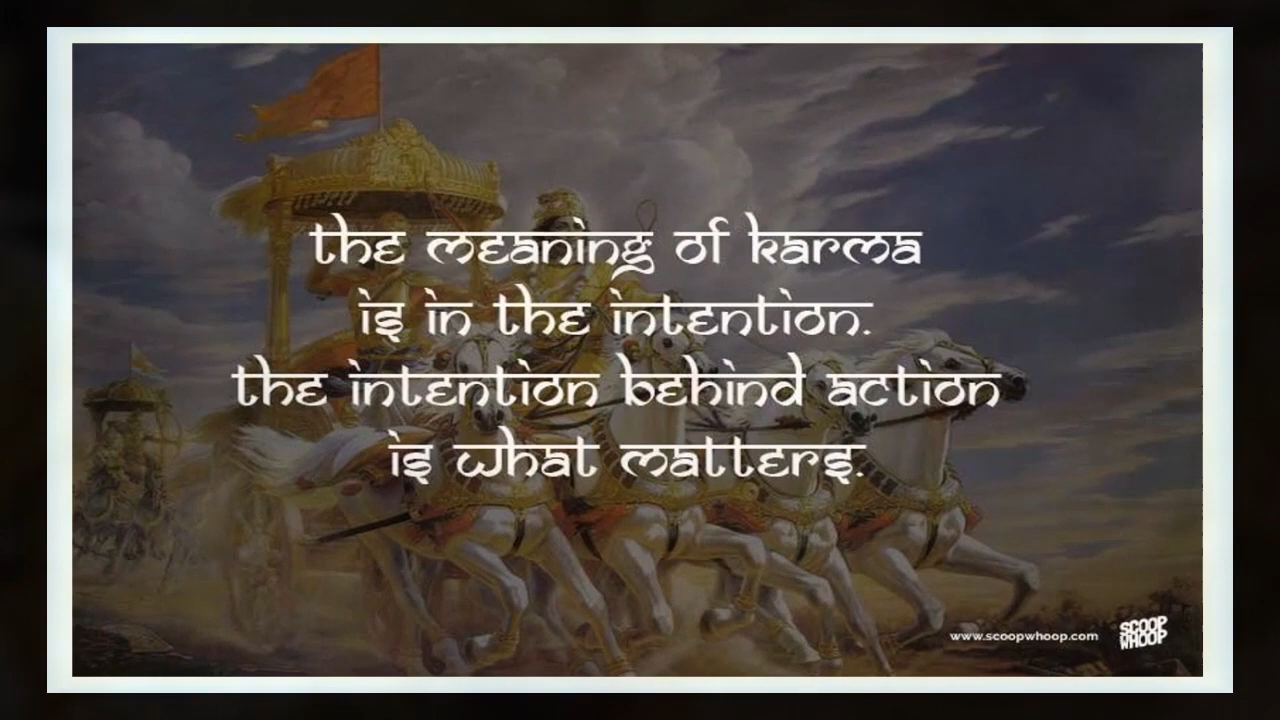 the meaning of karma
is in the intention.
the intention behind action
is what matters.
www.scoopwhoop.com
SCOOP
WHOOP